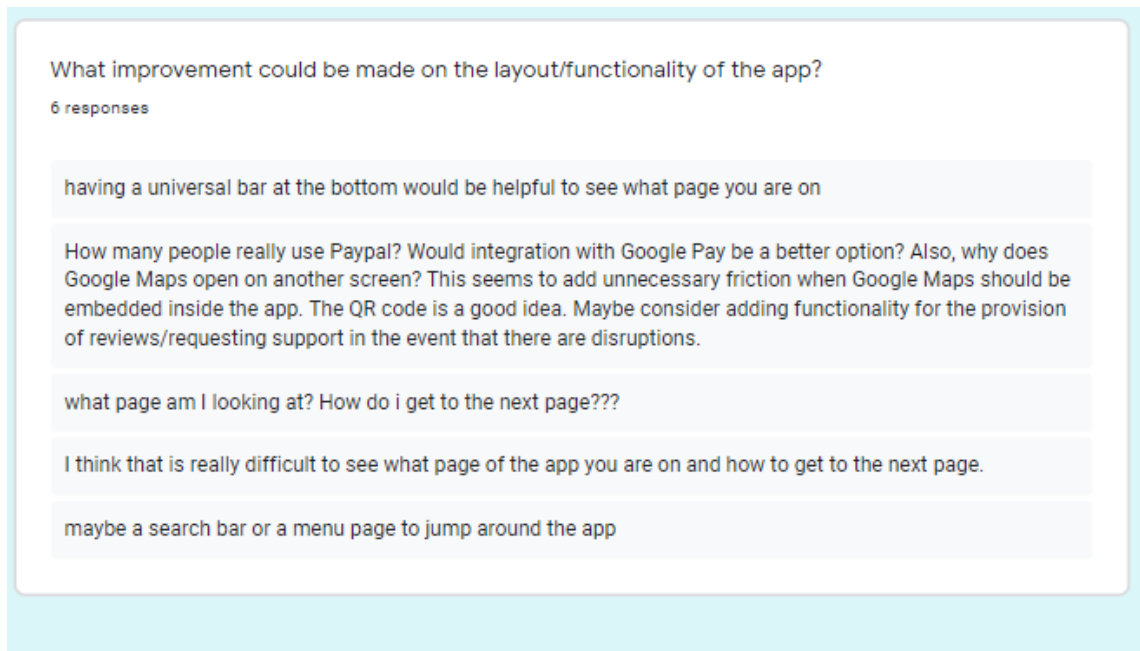 What improvement could be made on the layout/functionality of the app?
6 responses
having a universal bar at the bottom would be helpful to see what page you are on
How many people really use Paypal? Would integration with Google Pay be a better option? Also, why does
Google Maps open on another screen? This seems to add unnecessary friction when Google Maps should be
embedded inside the app. The QR code is a good idea. Maybe consider adding functionality for the provision
of reviews/requesting support in the event that there are disruptions.
what page am I looking at? How do i get to the next page???
I think that is really difficult to see what page of the app you are on and how to get to the next page.
maybe a search bar or a menu page to jump around the app